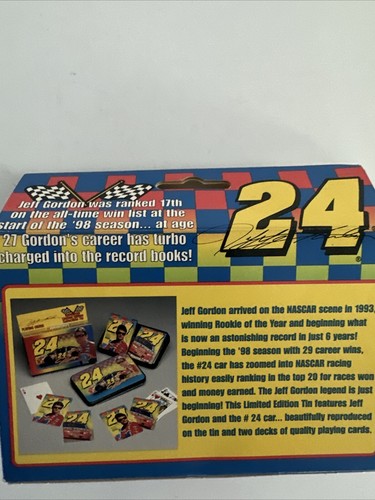 Jeff Gordon was ranked 17th
on the all-time win list at the
start of the '98 season... at age
27 Gordon's career has turbo
charged into the record books!
24
®
Jeff Gordon arrived on the NASCAR scene in 1993,
winning Rookie of the Year and beginning what
is now an astonishing record in just 6 years!
Beginning the '98 season with 29 career wins,
the #24 car has zoomed into NASCAR racing
history easily ranking in the top 20 for races won
and money earned. The Jeff Gordon legend is just
beginning! This Limited Edition Tin features Jeff
Gordon and the # 24 car... beautifully reproduced
on the tin and two decks of quality playing cards.
24
24
24
24
24
24